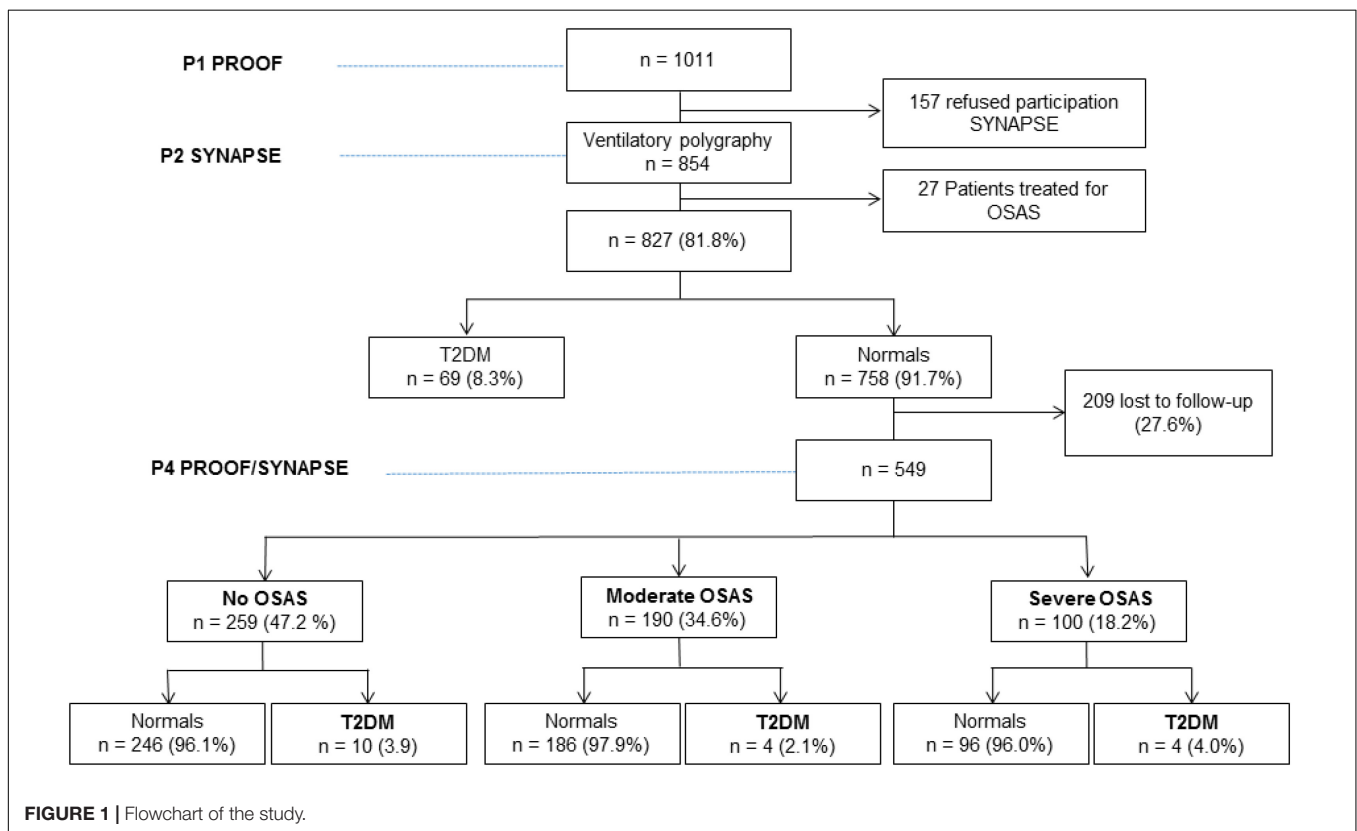 P1 PROOF
n = 1011
157 refused participation
SYNAPSE
P2 SYNAPSE
Ventilatory polygraphy
n = 854
27 Patients treated for
OSAS
n = 827 (81.8%)
T2DM
n = 69 (8.3%)
Normals
n = 758 (91.7%)
209 lost to follow-up
(27.6%)
P4 PROOF/SYNAPSE
n = 549
No OSAS
n = 259 (47.2 %)
Moderate OSAS
n = 190 (34.6%)
Severe OSAS
n = 100 (18.2%)
Normals
n = 246 (96.1%)
T2DM
n = 10 (3.9)
Normals
n = 186 (97.9%)
T2DM
n = 4 (2.1%)
Normals
n = 96 (96.0%)
T2DM
n = 4 (4.0%)
FIGURE 1 | Flowchart of the study.